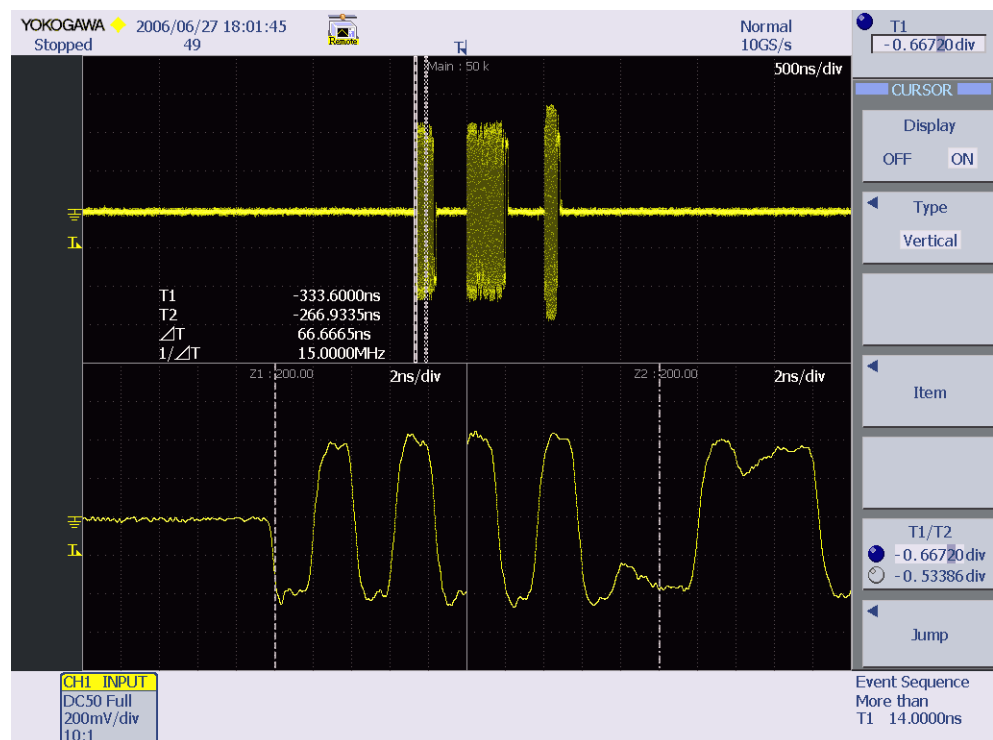 YOKOGAWA 2006/06/27 18:01:45
Stopped 49
Remote
Normal
10GS/s
T1
-0.66720div
Main : 50 k
500ns/div
T1 -333.6000ns
T2 -266.9335ns
⊿T 66.6665ns
1/⊿T 15.0000MHz
Z1 : 200.00 2ns/div
Z2 : 200.00 2ns/div
CURSOR
Display
OFF ON
Type
Vertical
Item
T1/T2
-0.66720div
-0.53386div
Jump
CH1 INPUT
DC50 Full
200mV/div
10:1
Event Sequence
More than
T1 14.0000ns